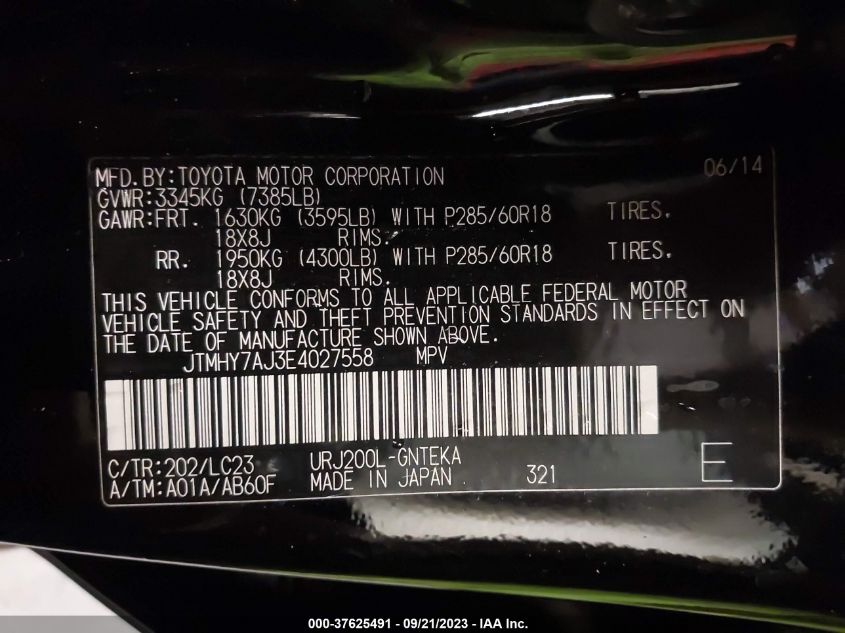 06/14
MFD.BY:TOYOTA MOTOR CORPORATION
GVWR:3345KG (7385LB)
GAWR:FRT. 1630KG (3595LB) WITH P285/60R18 TIRES.
18X8J RIMS.
RR. 1950KG (4300LB) WITH P285/60R18 TIRES.
18X8J RIMS.
THIS VEHICLE CONFORMS TO ALL APPLICABLE FEDERAL MOTOR
VEHICLE SAFETY AND THEFT PREVENTION STANDARDS IN EFFECT ON
THE DATE OF MANUFACTURE SHOWN ABOVE.
JTMHY7AJ3E4027558 MPV
C/TR:202/LC23 URJ200L-GNTEKA
A/TM:A01A/AB60F MADE IN JAPAN 321 E
000-37625491 - 09/21/2023 - IAA Inc.